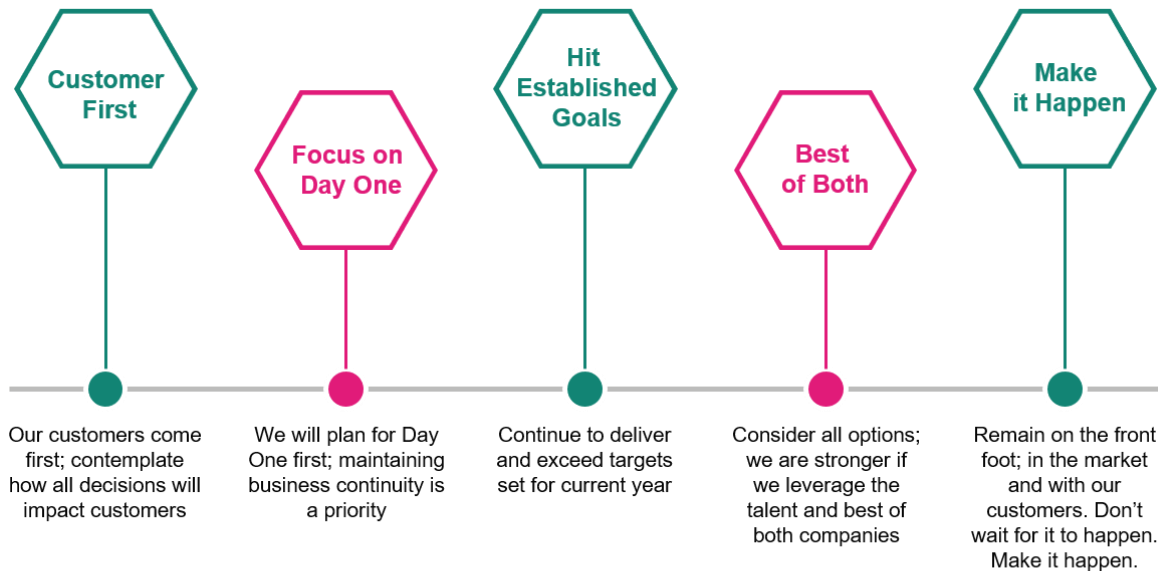 Customer
First
Focus on
Day One
Hit
Established
Goals
Best
of Both
Make
it Happen
Our customers come
first; contemplate
how all decisions will
impact customers
We will plan for Day
One first; maintaining
business continuity is
a priority
Continue to deliver
and exceed targets
set for current year
Consider all options;
we are stronger if
we leverage the
talent and best of
both companies
Remain on the front
foot; in the market
and with our
customers. Don’t
wait for it to happen.
Make it happen.